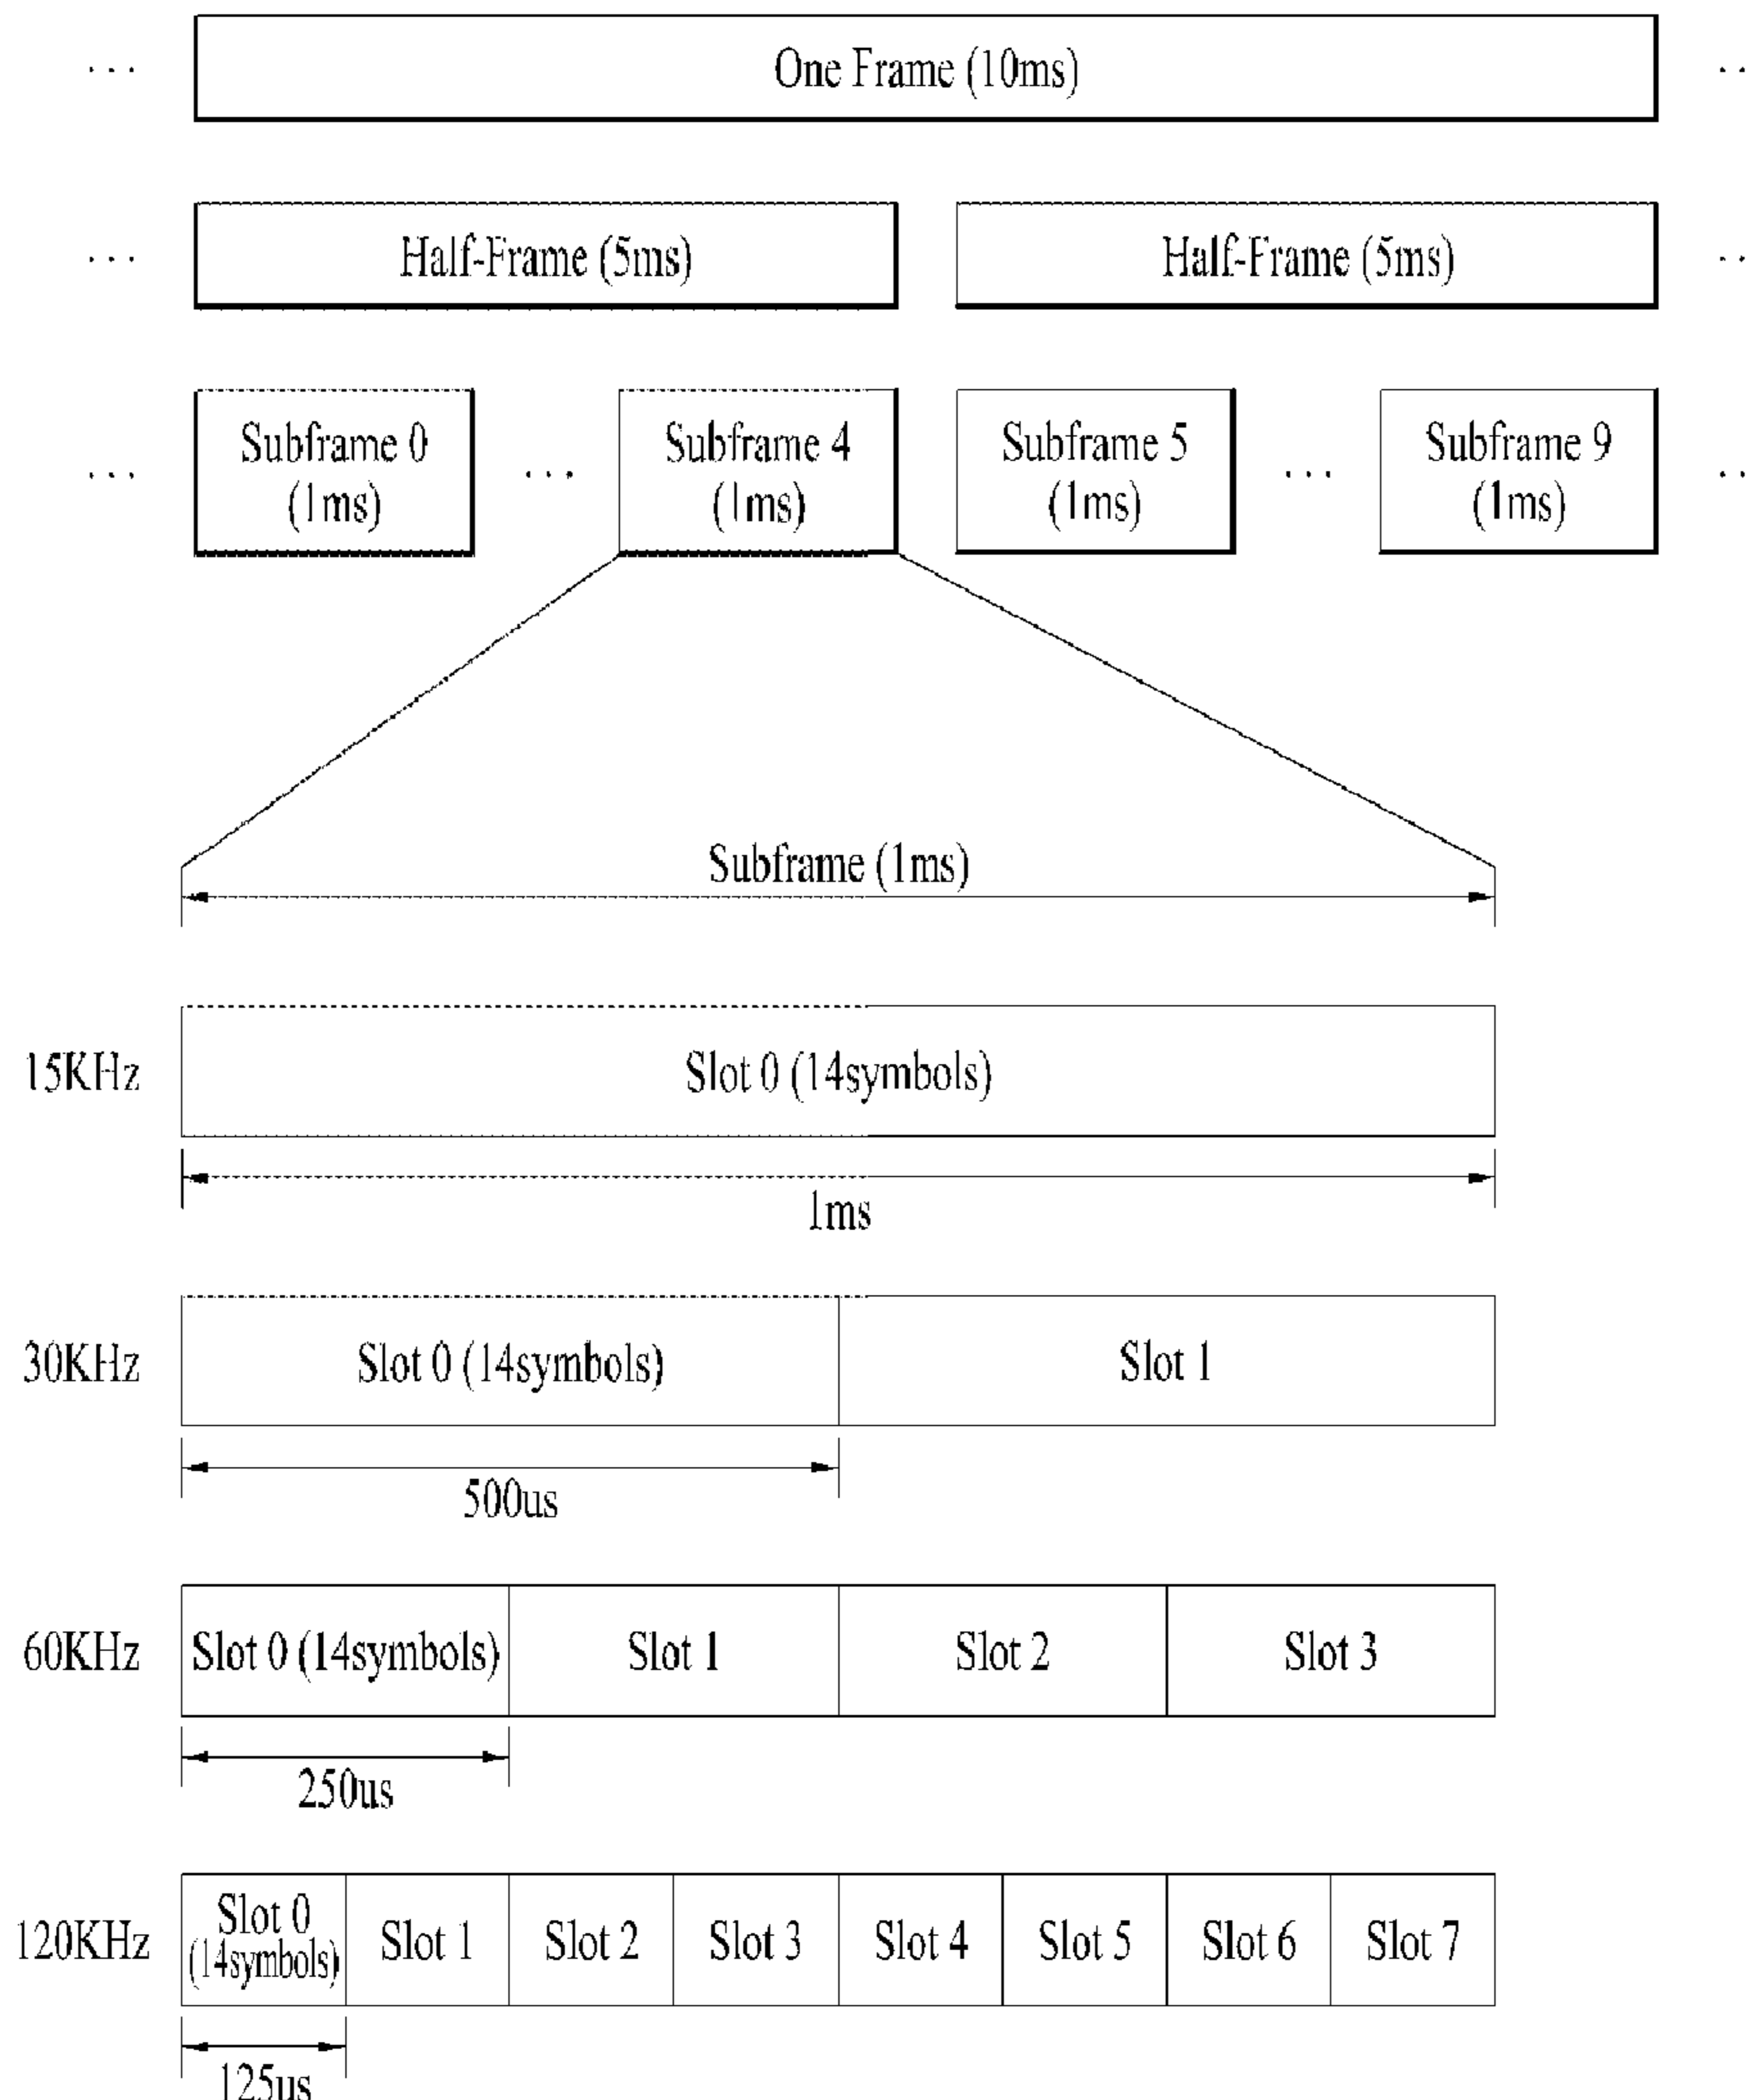 ... One Frame (10ms) ..
... Half-Frame (5ms) Half-Frame (5ms) ..
... Subframe 0 (1ms) ... Subframe 4 (1ms) Subframe 5 (1ms) ... Subframe 9 (1ms) ..
Subframe (1ms)
15KHz Slot 0 (14symbols)
1ms
30KHz Slot 0 (14symbols) Slot 1
500us
60KHz Slot 0 (14symbols) Slot 1 Slot 2 Slot 3
250us
120KHz Slot 0 (14symbols) Slot 1 Slot 2 Slot 3 Slot 4 Slot 5 Slot 6 Slot 7
125us